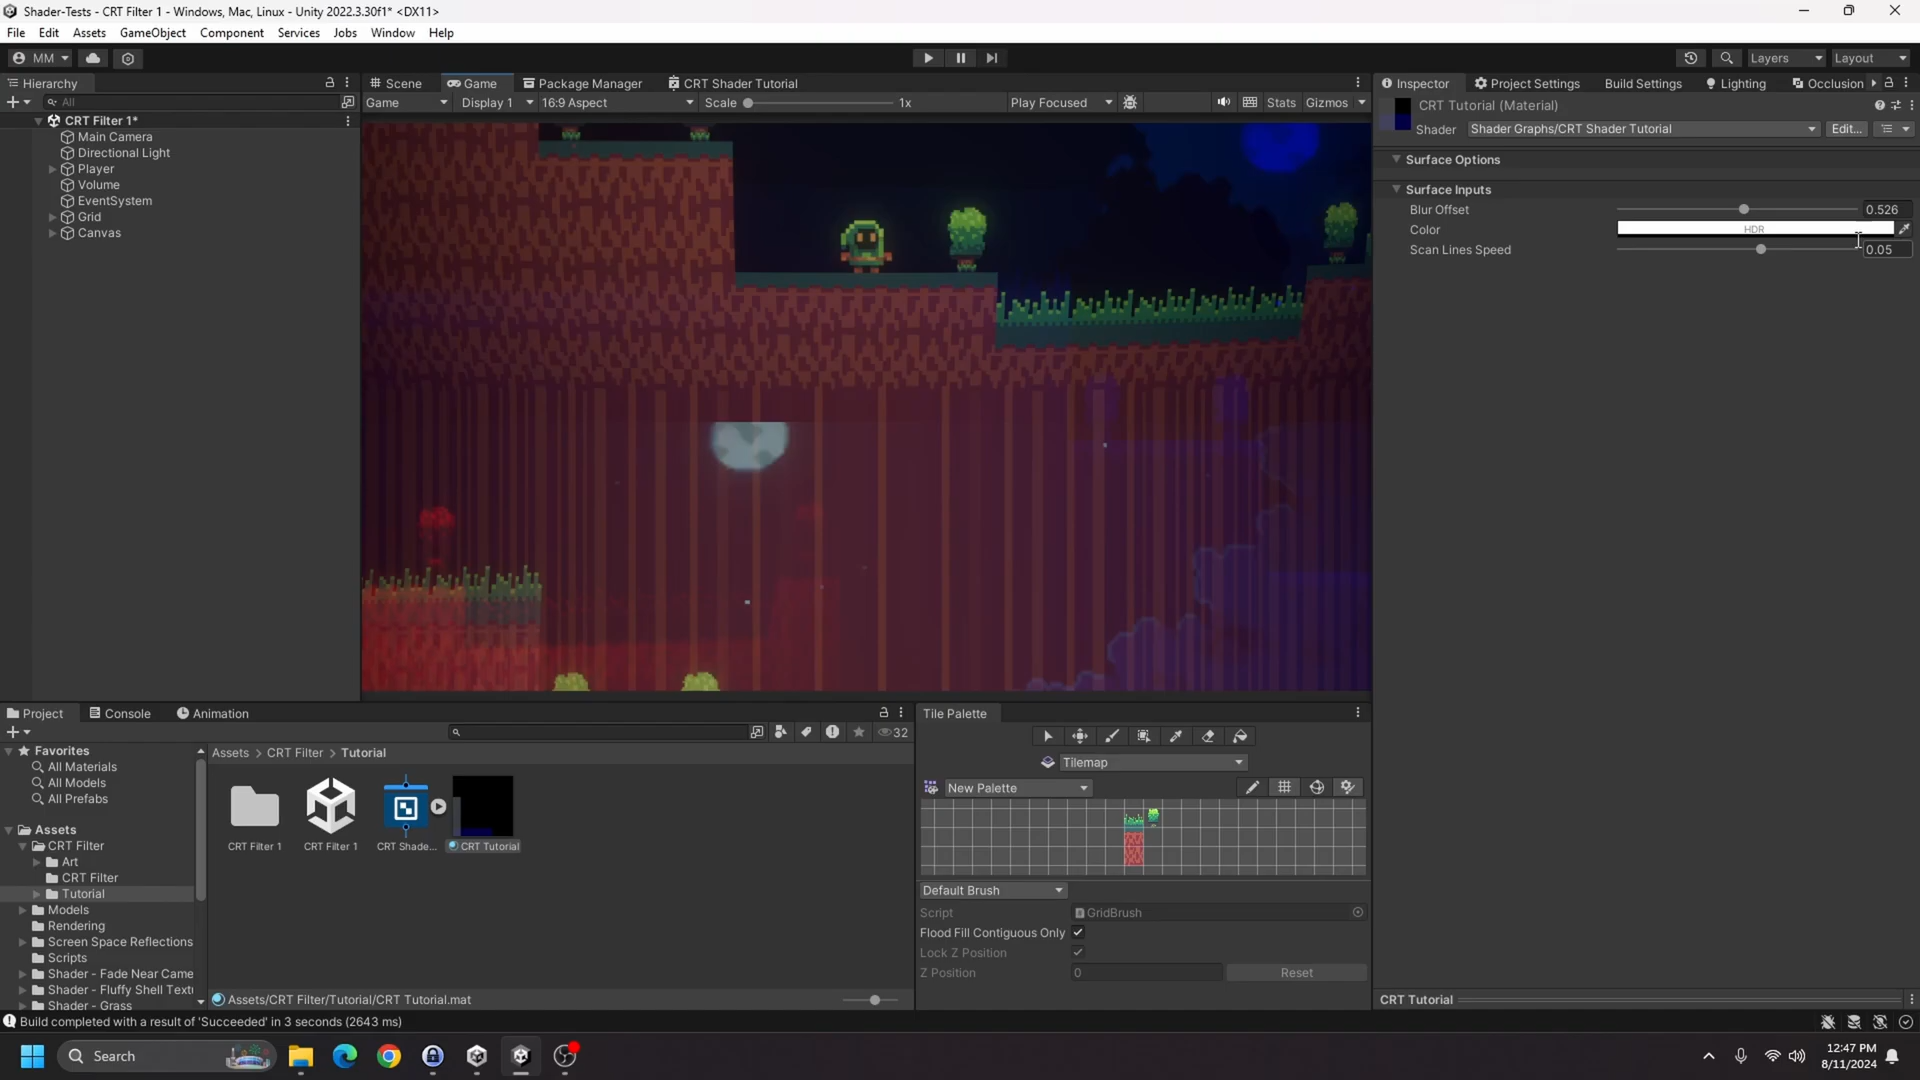 Shader-Tests - CRT Filter 1 - Windows, Mac, Linux - Unity 2022.3.30f1* <DX11>
File Edit Assets GameObject Component Services Jobs Window Help
MM Layers Layout
Hierarchy
All
CRT Filter 1*
Main Camera
Directional Light
Player
Volume
EventSystem
Grid
Canvas
Scene Game Package Manager CRT Shader Tutorial
Game Display 1 16:9 Aspect Scale 1x Play Focused Stats Gizmos
Inspector Project Settings Build Settings Lighting Occlusion
CRT Tutorial (Material)
Shader Shader Graphs/CRT Shader Tutorial Edit...
Surface Options
Surface Inputs
Blur Offset 0.526
Color HDR
Scan Lines Speed 0.05
Project Console Animation
32
Favorites
All Materials
All Models
All Prefabs
Assets
CRT Filter
Art
CRT Filter
Tutorial
Models
Rendering
Screen Space Reflections
Scripts
Shader - Fade Near Came
Shader - Fluffy Shell Textu
Shader - Grass
Assets > CRT Filter > Tutorial
CRT Filter 1 CRT Filter 1 CRT Shade... CRT Tutorial
Assets/CRT Filter/Tutorial/CRT Tutorial.mat
Tile Palette
Tilemap
New Palette
Default Brush
Script GridBrush
Flood Fill Contiguous Only
Lock Z Position
Z Position 0 Reset
CRT Tutorial
Build completed with a result of 'Succeeded' in 3 seconds (2643 ms)
Search
12:47 PM
8/11/2024